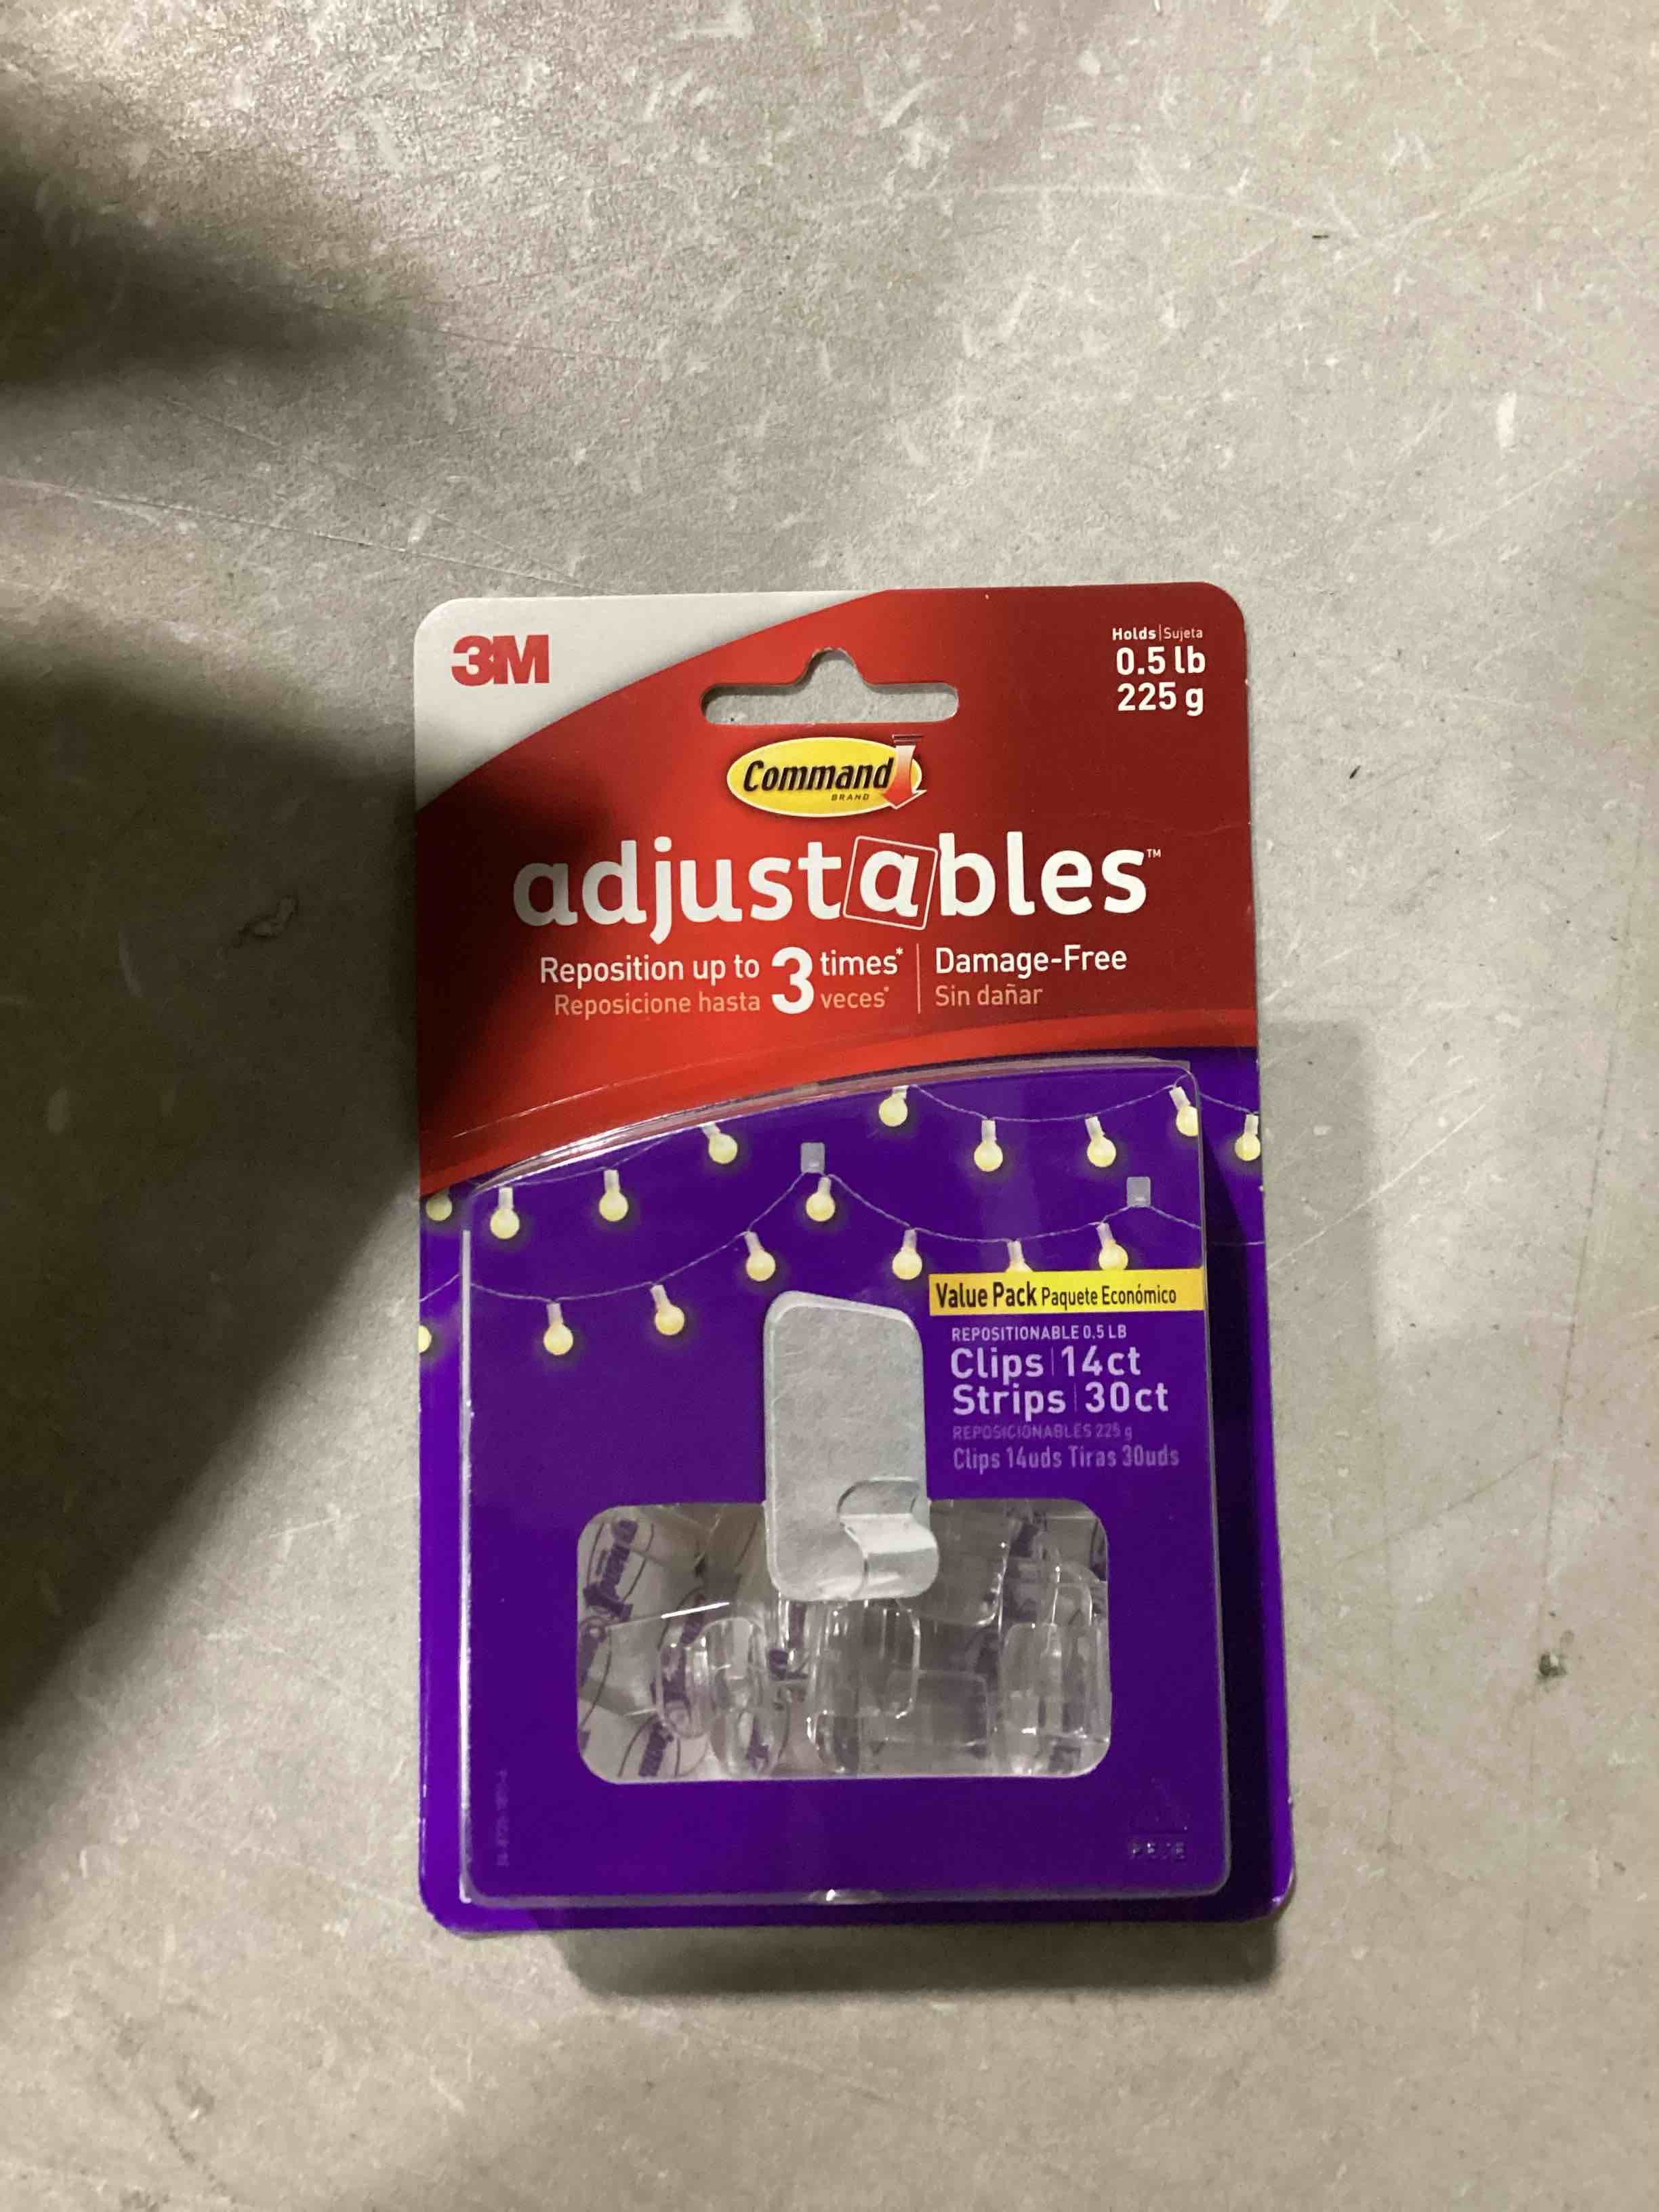 3M
Holds | Sujeta
0.5 lb
225 g
Command
BRAND
adjustables™
Reposition up to 3 times* | Damage-Free
Reposicione hasta 3 veces* | Sin dañar
Value Pack Paquete Económico
REPOSITIONABLE 0.5 LB
Clips | 14ct
Strips | 30ct
REPOSICIONABLES 225 g
Clips 14uds Tiras 30uds